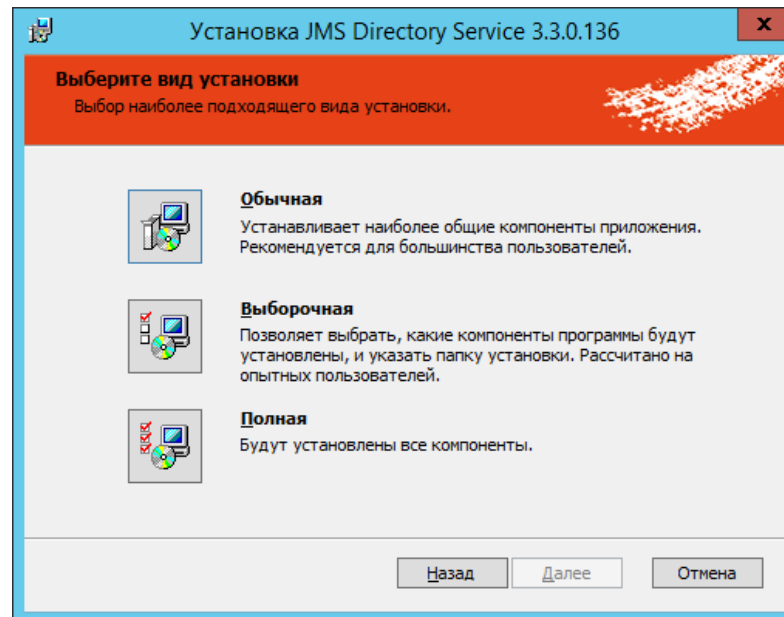 Установка JMS Directory Service 3.3.0.136
x
Выберите вид установки
Выбор наиболее подходящего вида установки.
Обычная
Устанавливает наиболее общие компоненты приложения.
Рекомендуется для большинства пользователей.
Выборочная
Позволяет выбрать, какие компоненты программы будут
установлены, и указать папку установки. Рассчитано на
опытных пользователей.
Полная
Будут установлены все компоненты.
Назад Далее Отмена